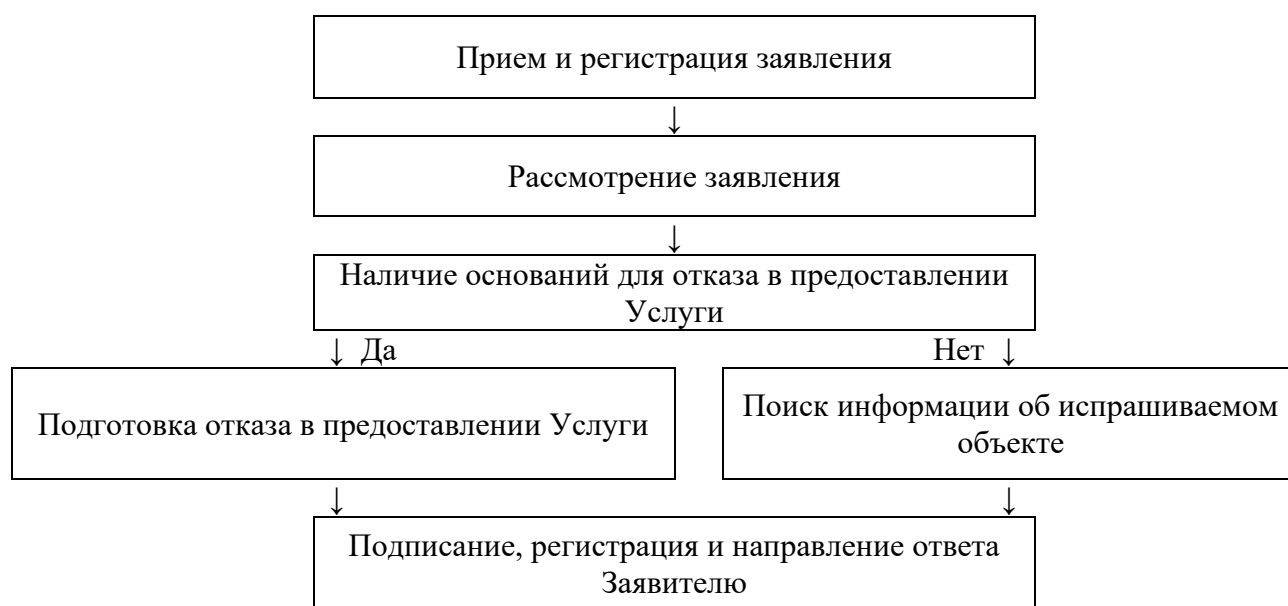 Прием и регистрация заявления
↓
Рассмотрение заявления
↓
Наличие оснований для отказа в предоставлении
Услуги
↓ Да
Нет ↓
Подготовка отказа в предоставлении Услуги
Поиск информации об испрашиваемом
объекте
↓
↓
Подписание, регистрация и направление ответа
Заявителю